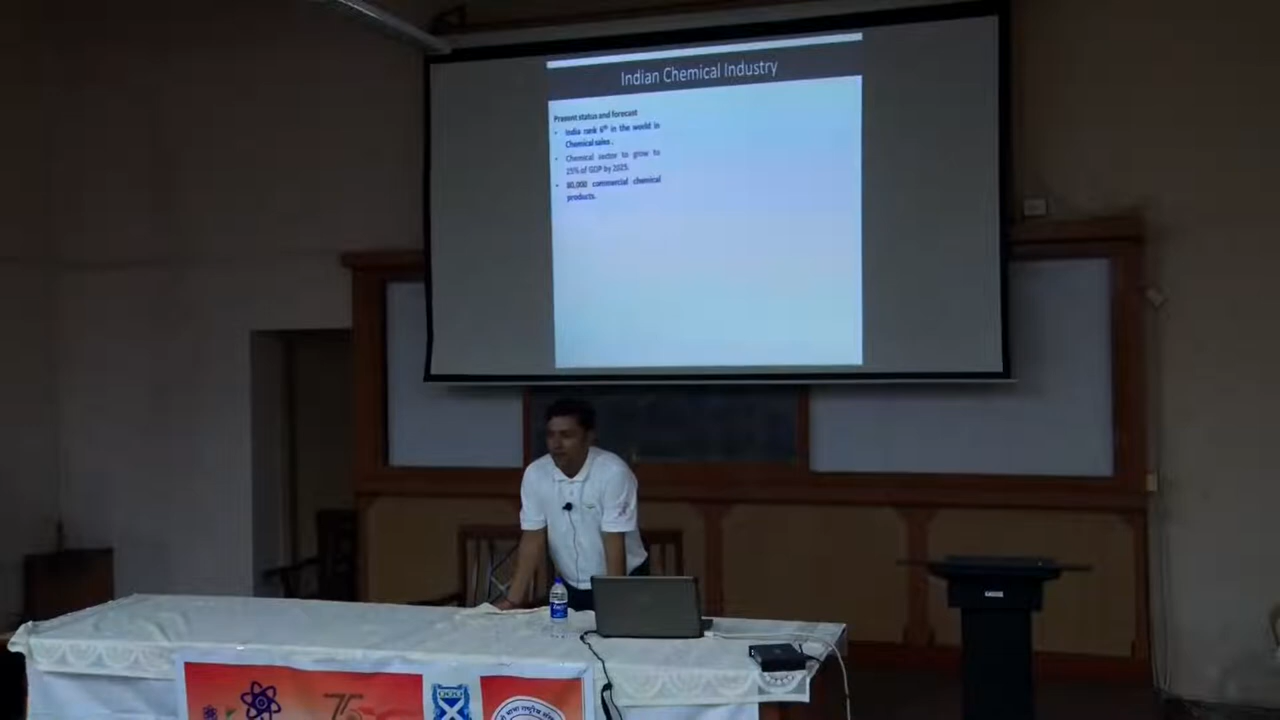 Indian Chemical Industry
Present status and forecast
• India rank 6th in the world in
Chemical sales .
• Chemical sector to grow to
25% of GDP by 2025.
• 80,000 commercial chemical
products.
75